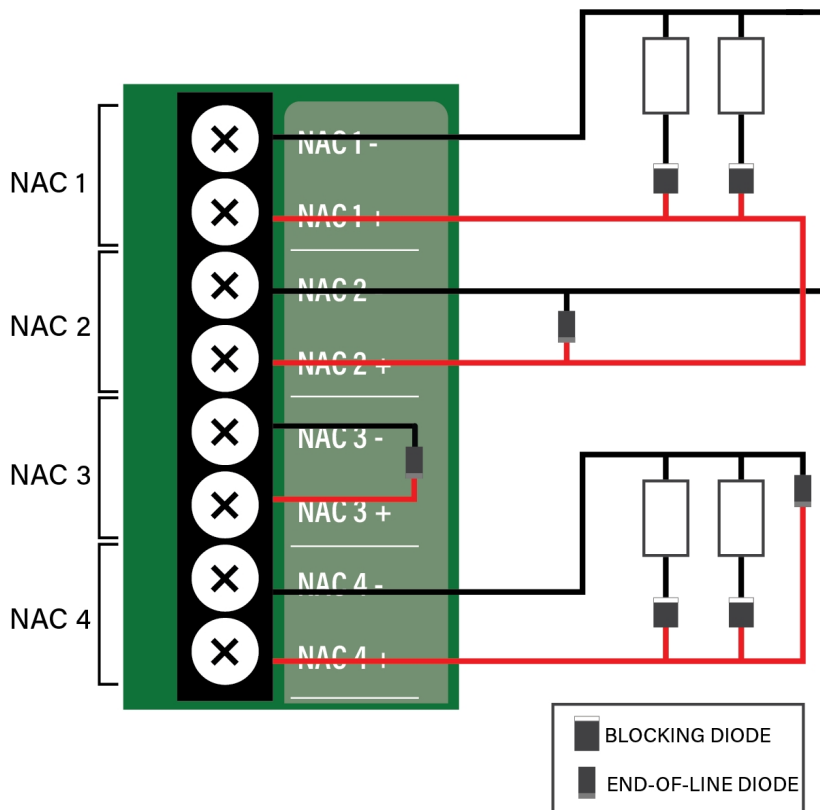 NAC 1
NAC 1 -
NAC 1 +
NAC 2
NAC 2
NAC 2 +
NAC 3
NAC 3 -
NAC 3 +
NAC 4
NAC 4 -
NAC 4 +
BLOCKING DIODE
END-OF-LINE DIODE